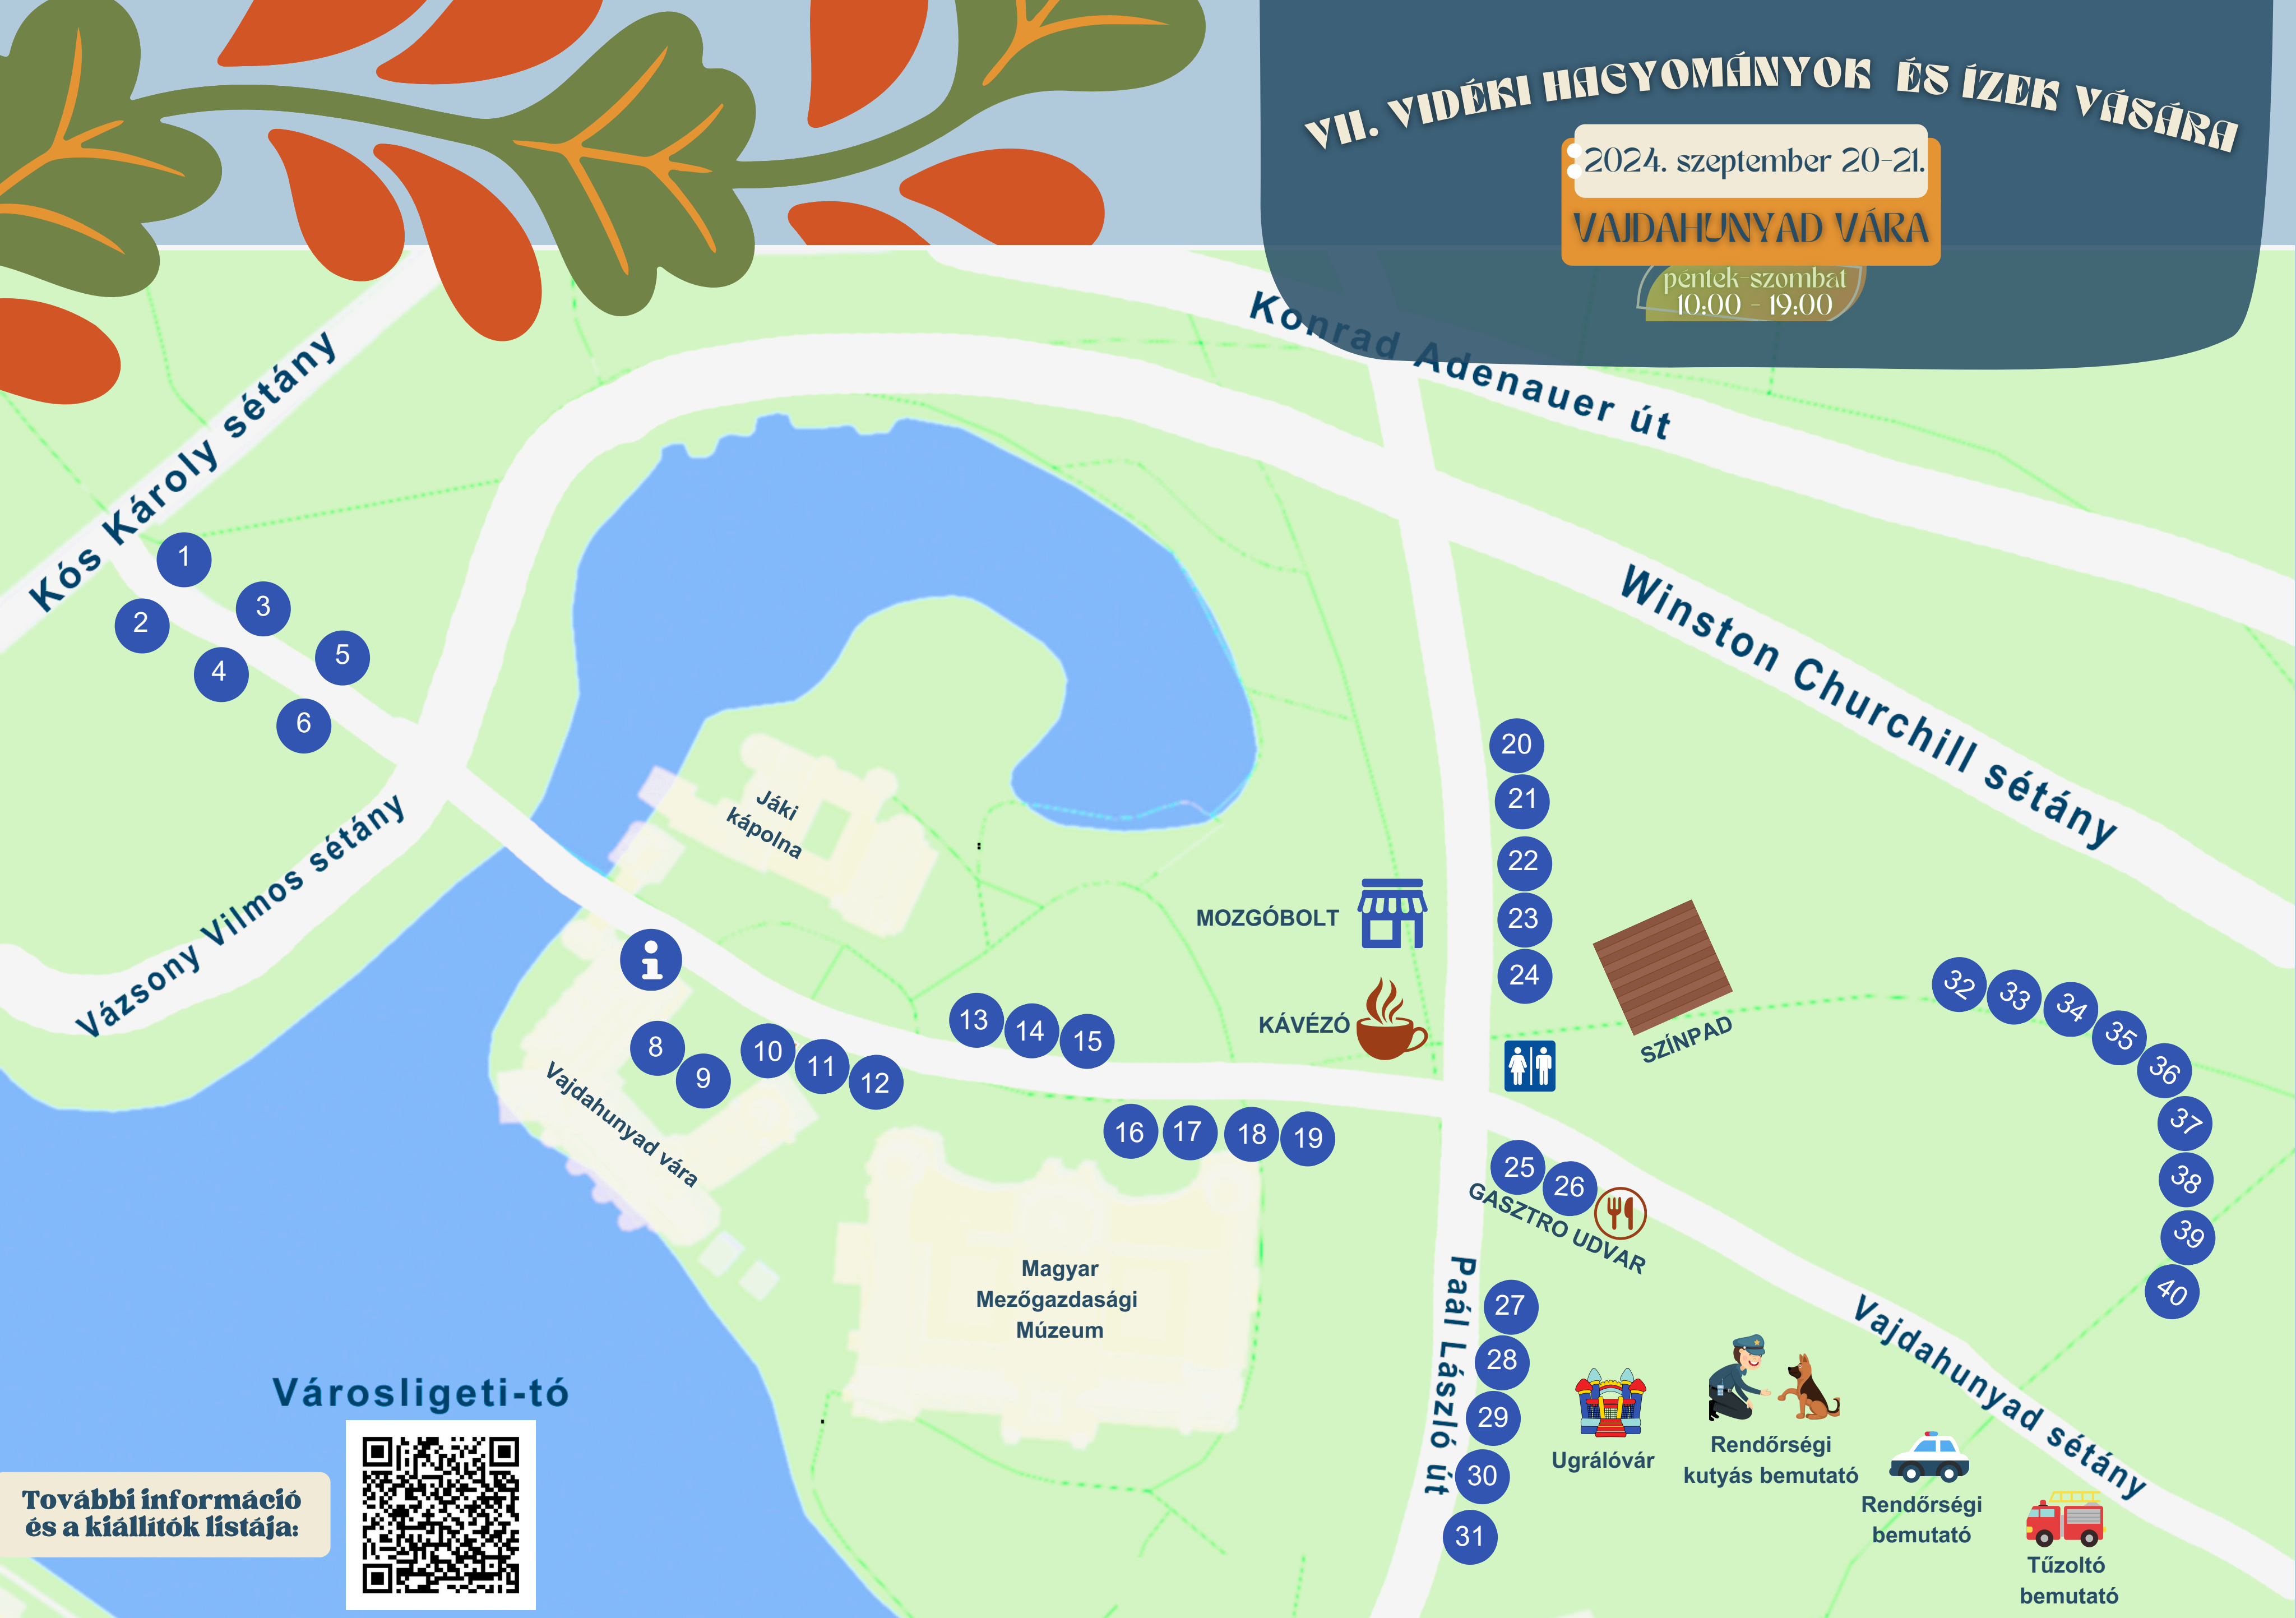 VII. VIDÉKI HAGYOMÁNYOK ÉS ÍZEK VÁSÁRA
2024. szeptember 20-21.
VAJDAHUNYAD VÁRA
péntek-szombat
10:00 - 19:00
Konrad Adenauer út
Kós Károly sétány
1
2
3
4
5
6
Winston Churchill sétány
Vázsony Vilmos sétány
Jáki
kápolna
i
8
9
10
11
12
13
14
15
16
17
18
19
Vajdahunyad vára
MOZGÓBOLT
KÁVÉZÓ
20
21
22
23
24
SZÍNPAD
25
26
GASZTRO UDVAR
27
28
29
30
31
32
33
34
35
36
37
38
39
40
Magyar
Mezőgazdasági
Múzeum
Paál László út
Vajdahunyad sétány
Ugrálóvár
Rendőrségi
kutyás bemutató
Rendőrségi
bemutató
Tűzoltó
bemutató
Városligeti-tó
További információ
és a kiállítók listája: